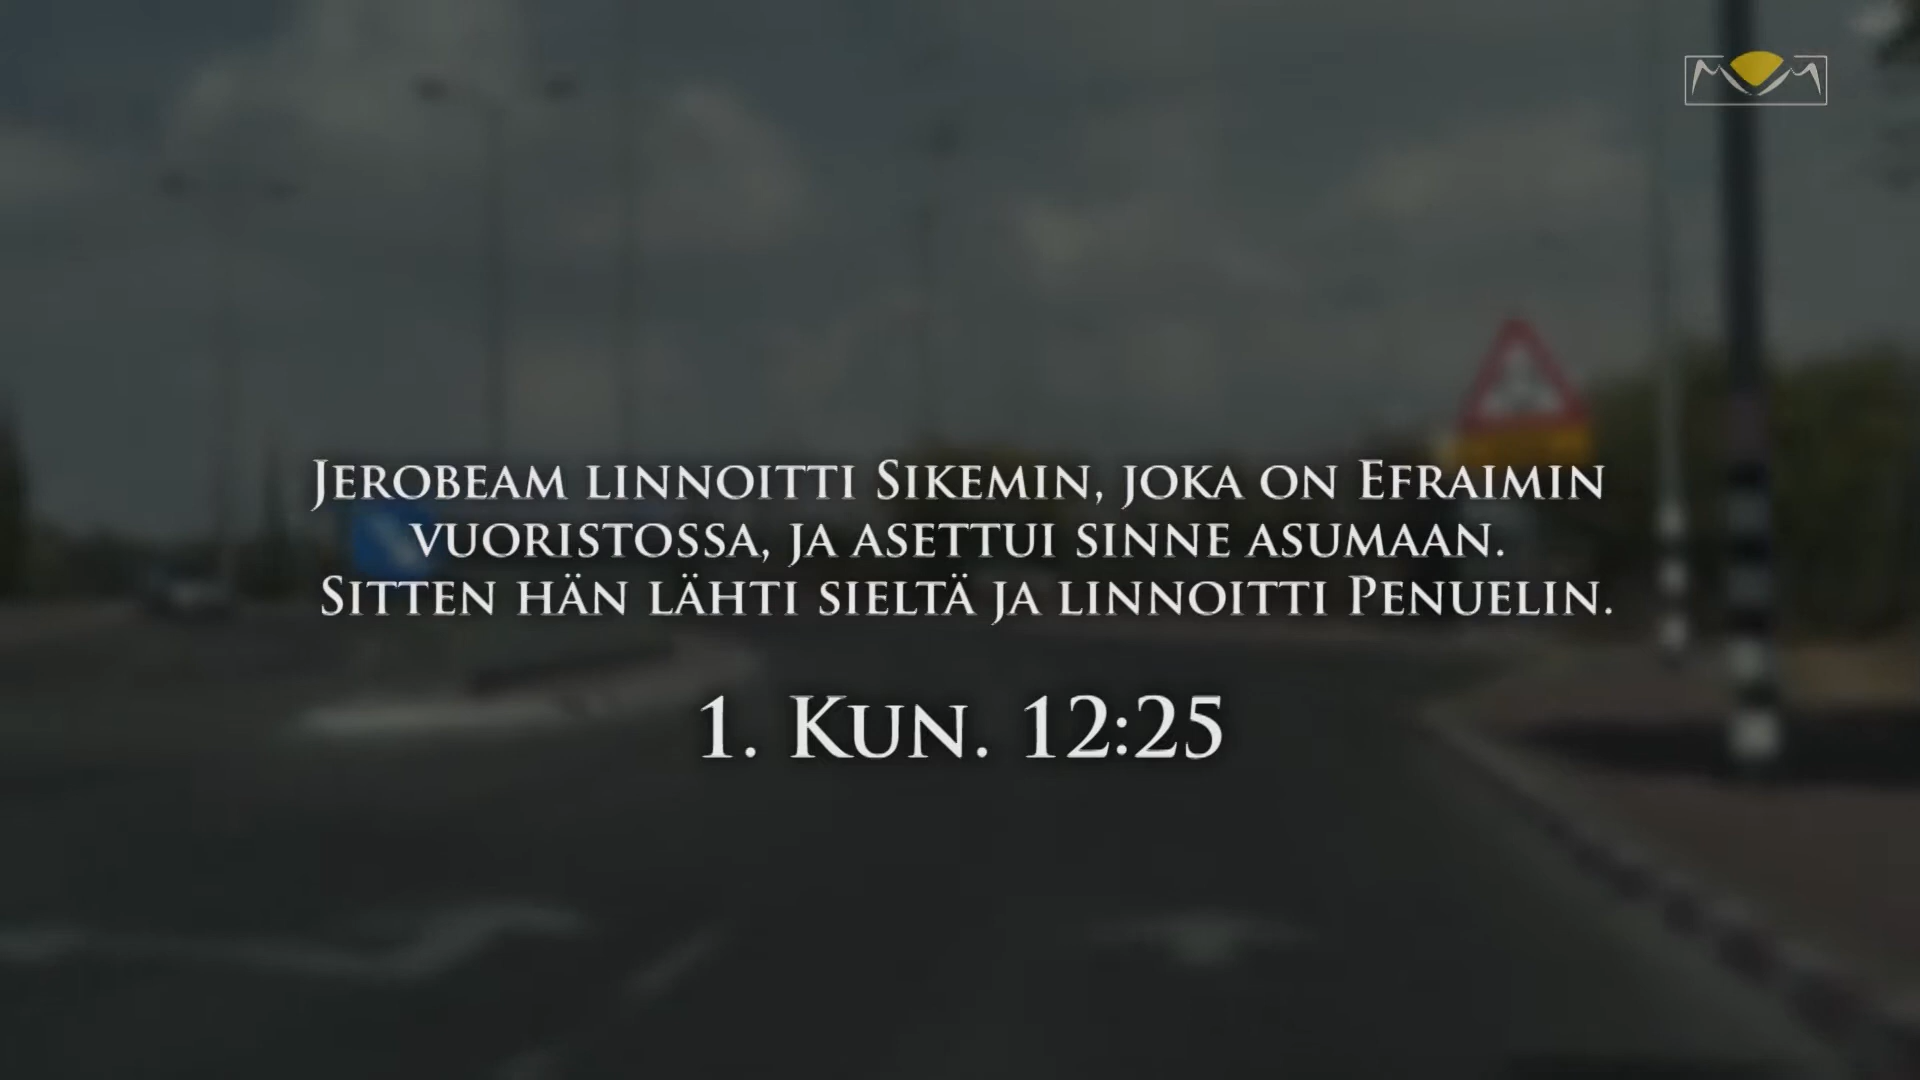 Jerobeam linnoitti Sikemin, joka on Efraimin
vuoristossa, ja asettui sinne asumaan.
Sitten hän lähti sieltä ja linnoitti Penuelin.
1. Kun. 12:25